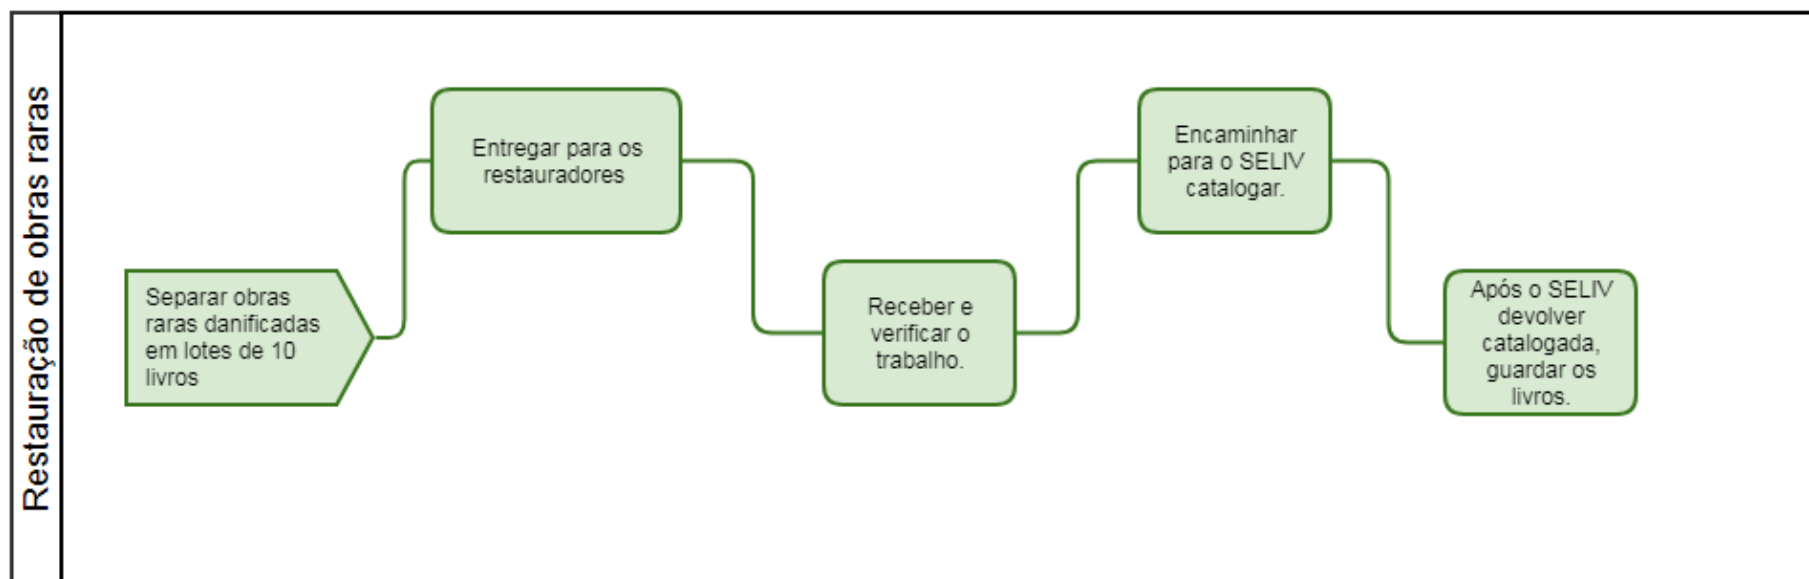 Restauração de obras raras
Separar obras
raras danificadas
em lotes de 10
livros
Entregar para os
restauradores
Receber e
verificar o
trabalho.
Encaminhar
para o SELIV
catalogar.
Após o SELIV
devolver
catalogada,
guardar os
livros.